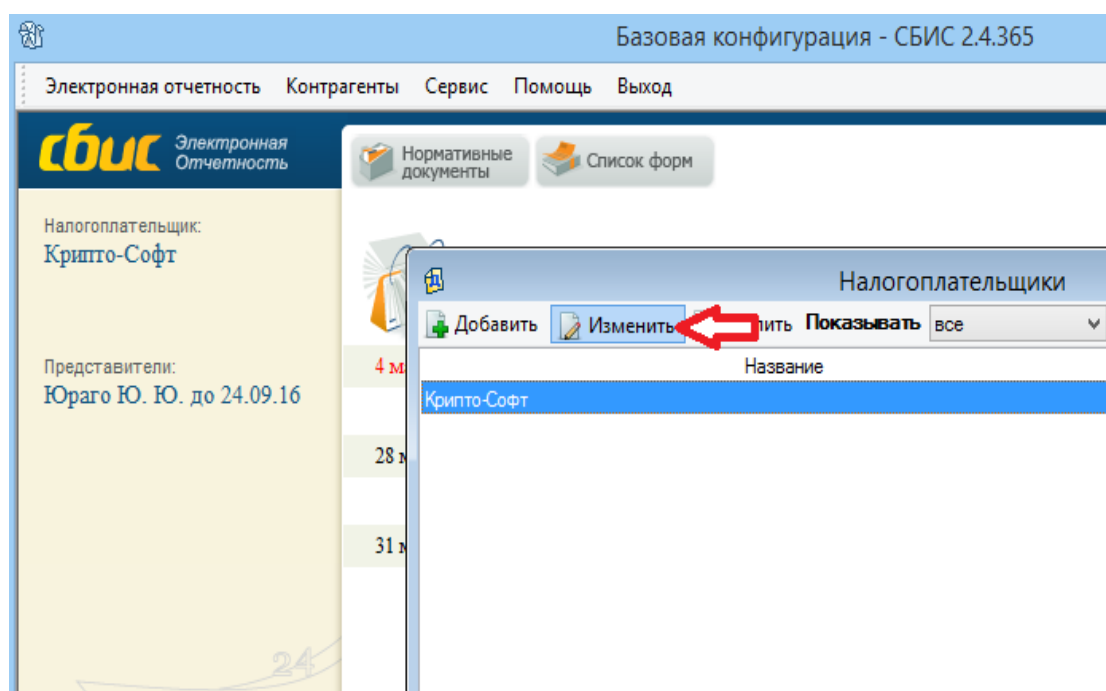 Базовая конфигурация - СБИС 2.4.365
Электронная отчетность Контрагенты Сервис Помощь Выход
сбис Электронная
Отчетность
Нормативные
документы
Список форм
Налогоплательщик:
Крипто-Софт
Налогоплательщики
Добавить Изменить лить Показывать все
Представители:
Юраго Ю. Ю. до 24.09.16
4 м
Название
Крипто-Софт
28 м
31 м
24